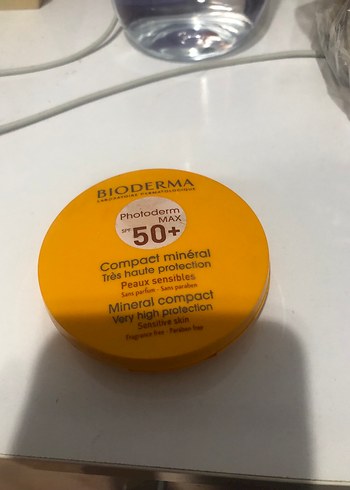 BIODERMA
LABORATOIRE DERMATOLOGIQUE
Photoderm
MAX
SPF 50+
Compact minéral
Très haute protection
Peaux sensibles
Sans parfum - Sans paraben
Mineral compact
Very high protection
Sensitive skin
Fragrance free - Paraben free